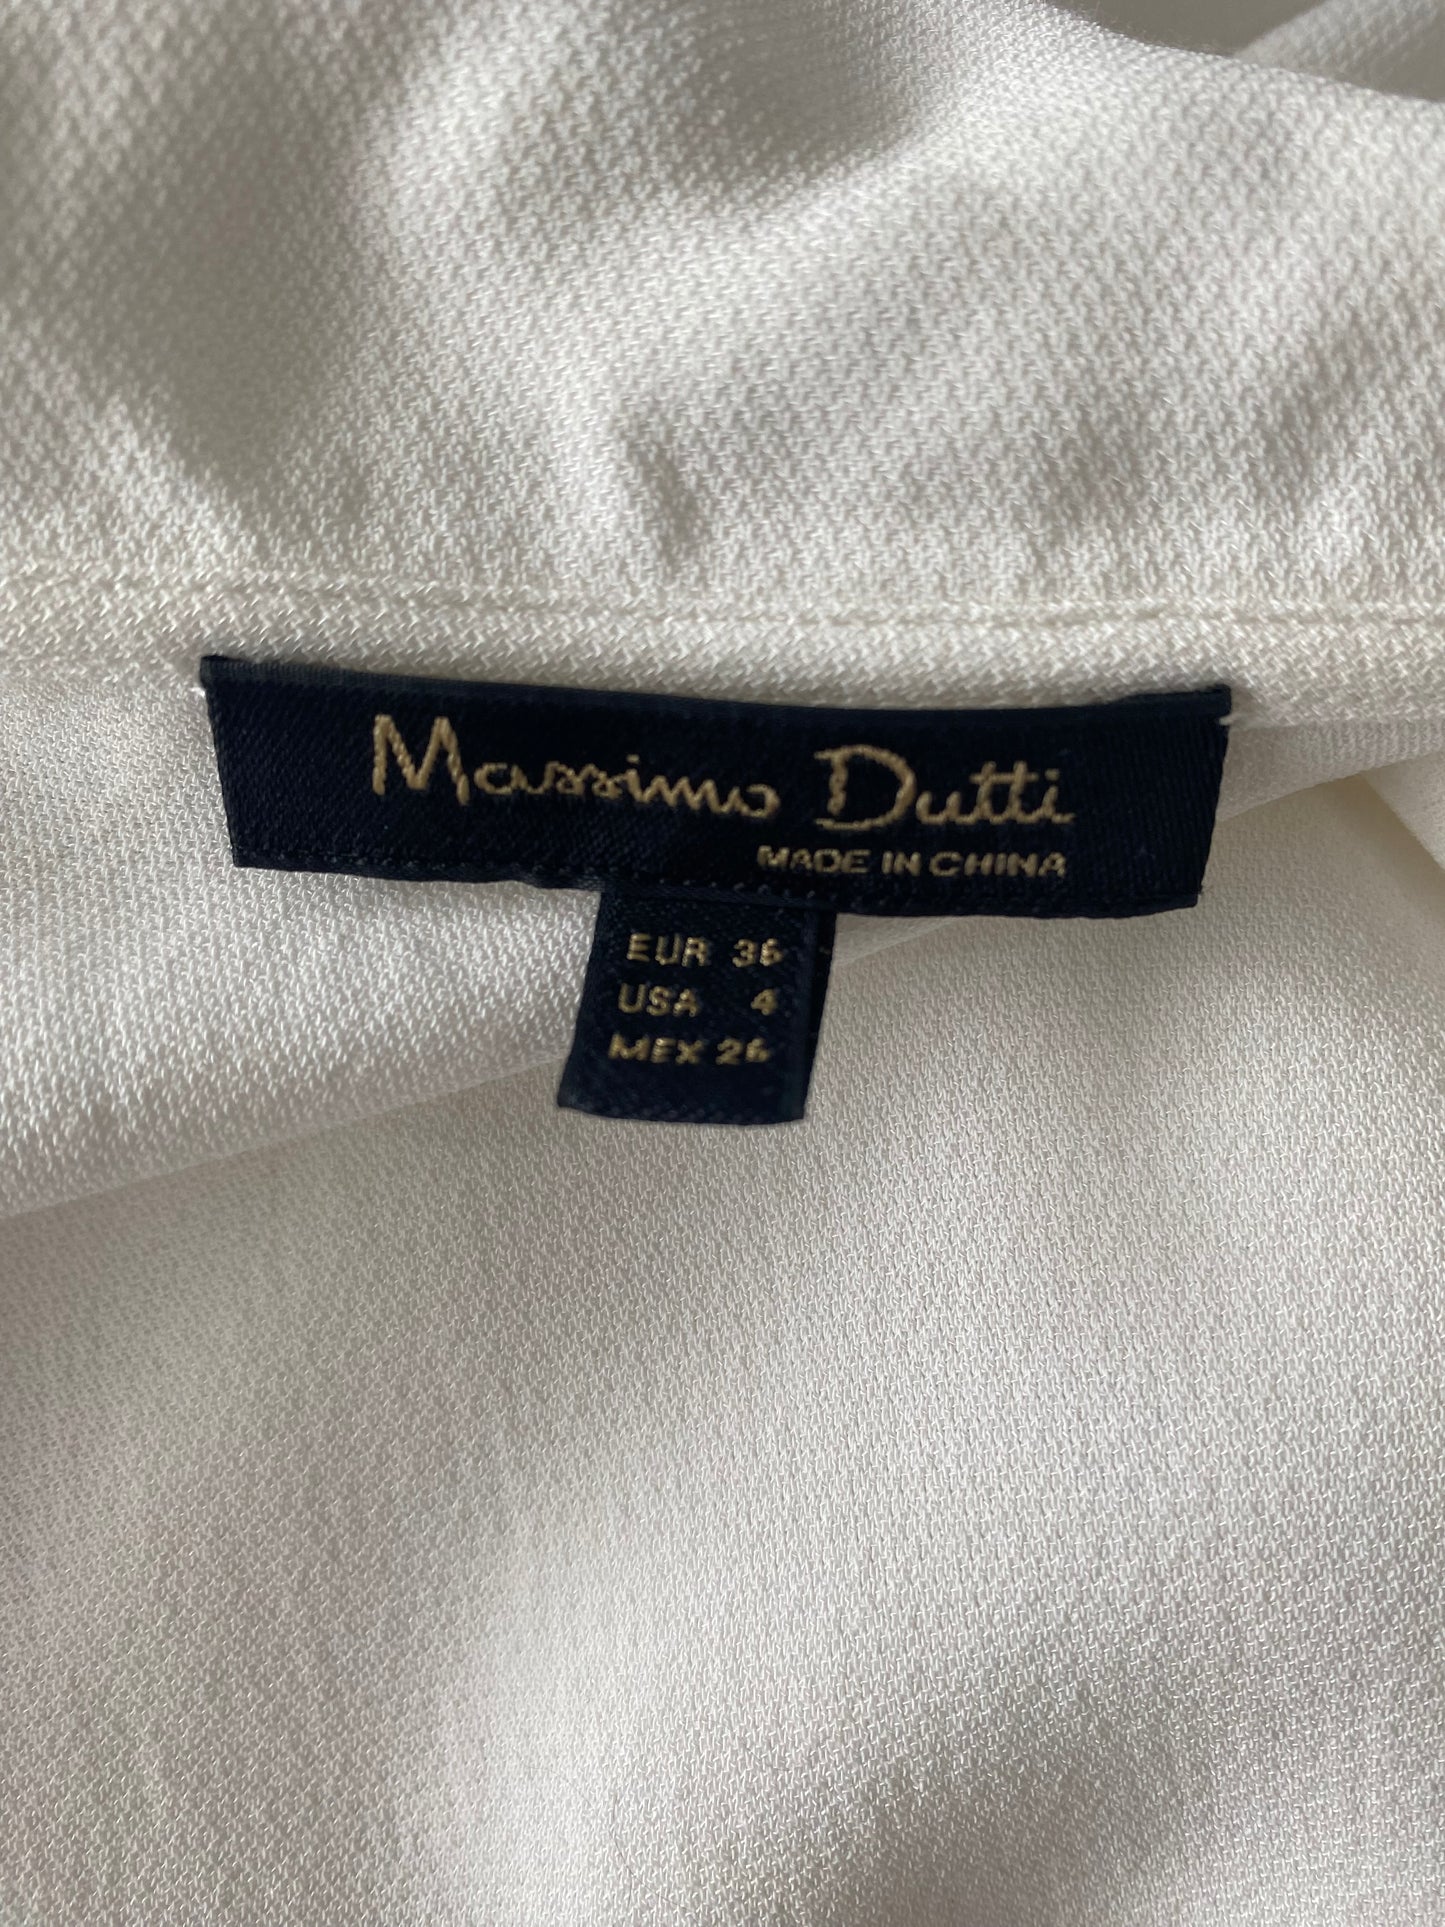 Massimo Dutti
MADE IN CHINA
EUR 36
USA 4
MEX 26